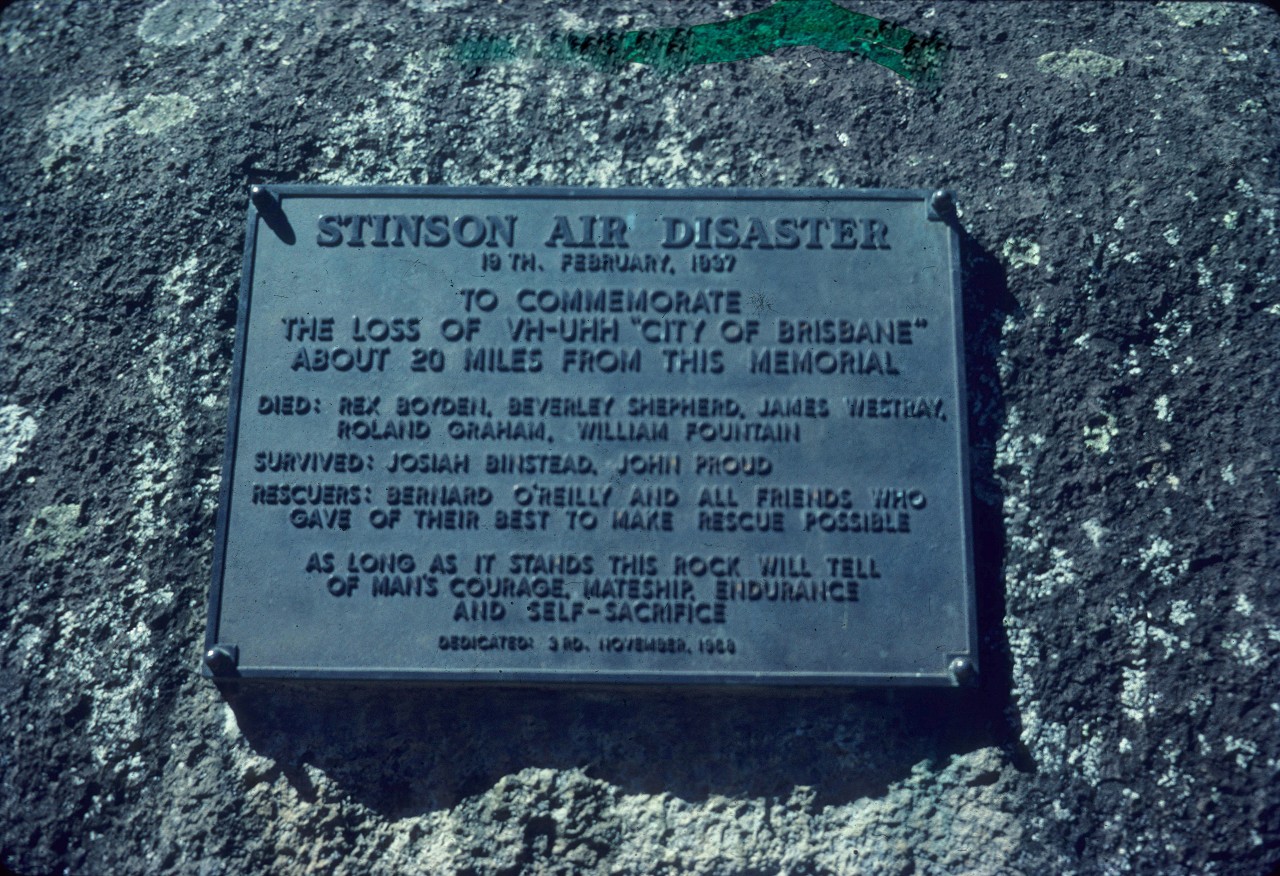 STINSON AIR DISASTER
19 TH. FEBRUARY, 1937
TO COMMEMORATE
THE LOSS OF VH-UHH "CITY OF BRISBANE"
ABOUT 20 MILES FROM THIS MEMORIAL
DIED: REX BOYDEN, BEVERLEY SHEPHERD, JAMES WESTRAY,
ROLAND GRAHAM, WILLIAM FOUNTAIN
SURVIVED: JOSIAH BINSTEAD, JOHN PROUD
RESCUERS: BERNARD O'REILLY AND ALL FRIENDS WHO
GAVE OF THEIR BEST TO MAKE RESCUE POSSIBLE
AS LONG AS IT STANDS THIS ROCK WILL TELL
OF MAN'S COURAGE, MATESHIP, ENDURANCE
AND SELF-SACRIFICE
DEDICATED: 3 RD. NOVEMBER,